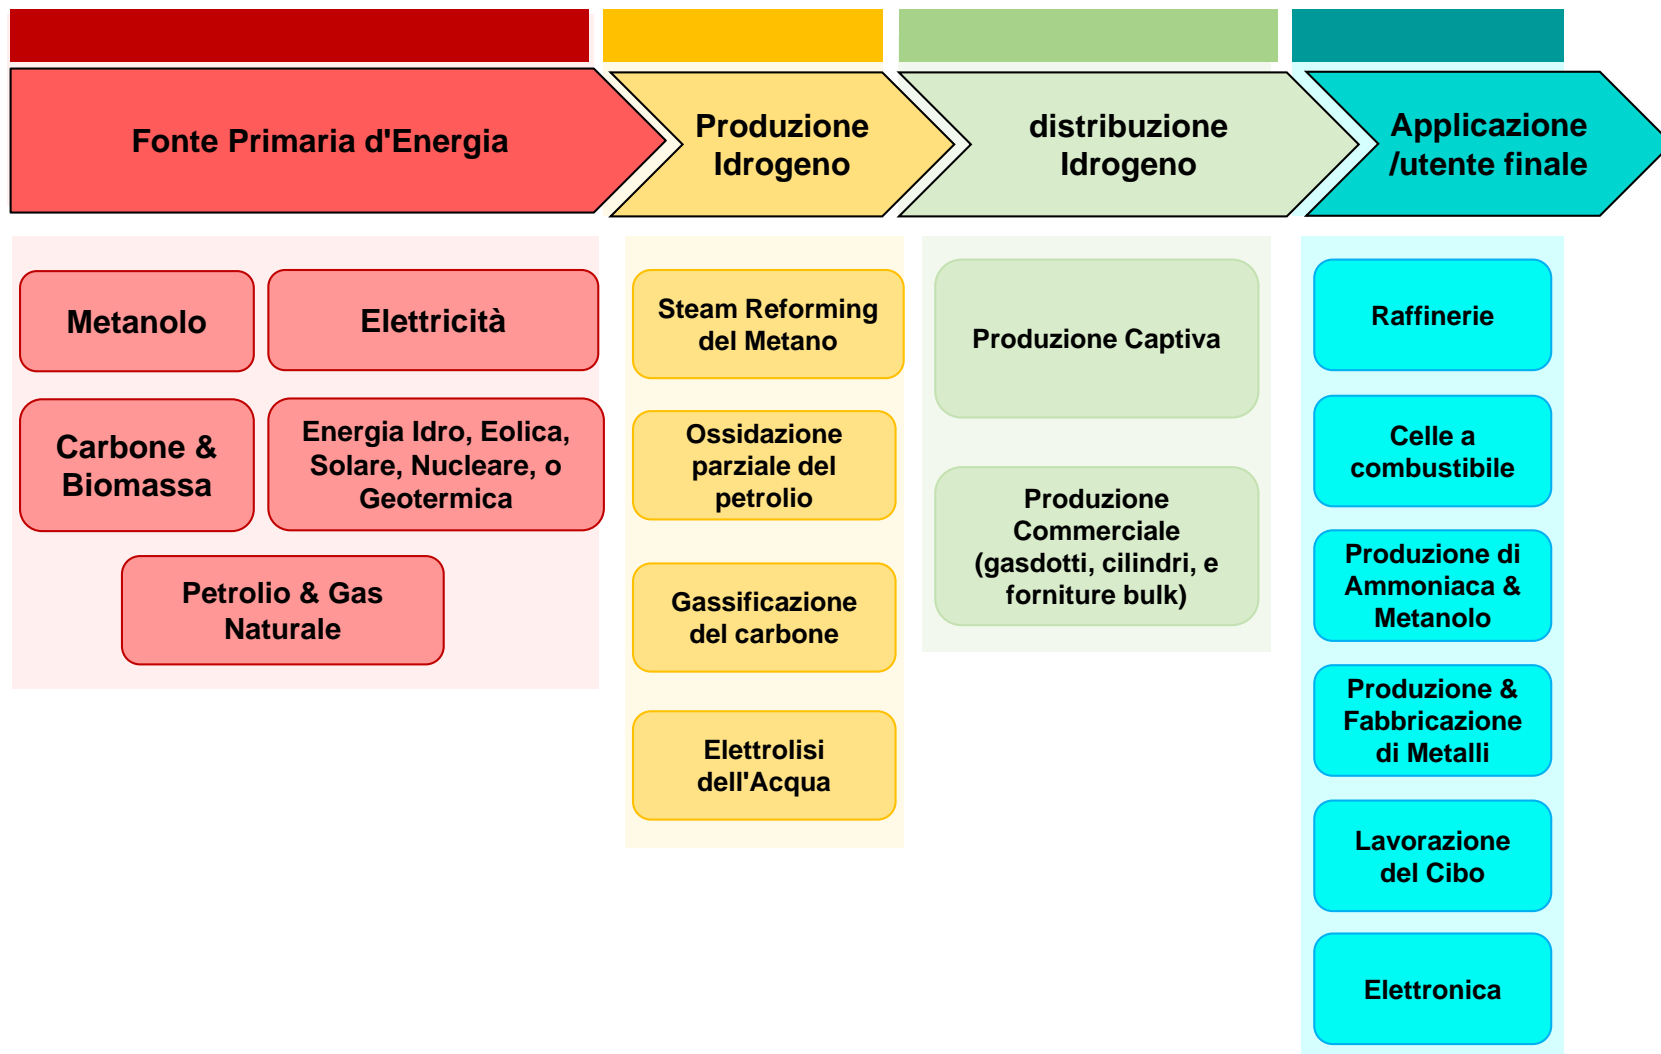 Fonte Primaria d'Energia
Produzione
Idrogeno
distribuzione
Idrogeno
Applicazione
/utente finale
Metanolo
Elettricità
Carbone &
Biomassa
Energia Idro, Eolica,
Solare, Nucleare, o
Geotermica
Petrolio & Gas
Naturale
Steam Reforming
del Metano
Ossidazione
parziale del
petrolio
Gassificazione
del carbone
Elettrolisi
dell'Acqua
Produzione Captiva
Produzione
Commerciale
(gasdotti, cilindri, e
forniture bulk)
Raffinerie
Celle a
combustibile
Produzione di
Ammoniaca &
Metanolo
Produzione &
Fabbricazione
di Metalli
Lavorazione
del Cibo
Elettronica